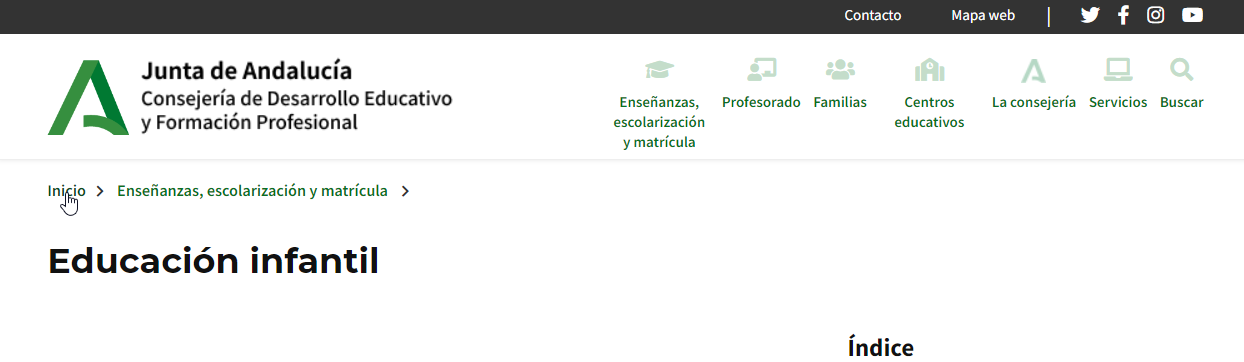 Contacto Mapa web |
Junta de Andalucía
Consejería de Desarrollo Educativo
y Formación Profesional
Enseñanzas,
escolarización
y matrícula
Profesorado
Familias
Centros
educativos
La consejería
Servicios
Buscar
Inicio > Enseñanzas, escolarización y matrícula >
Educación infantil
Índice